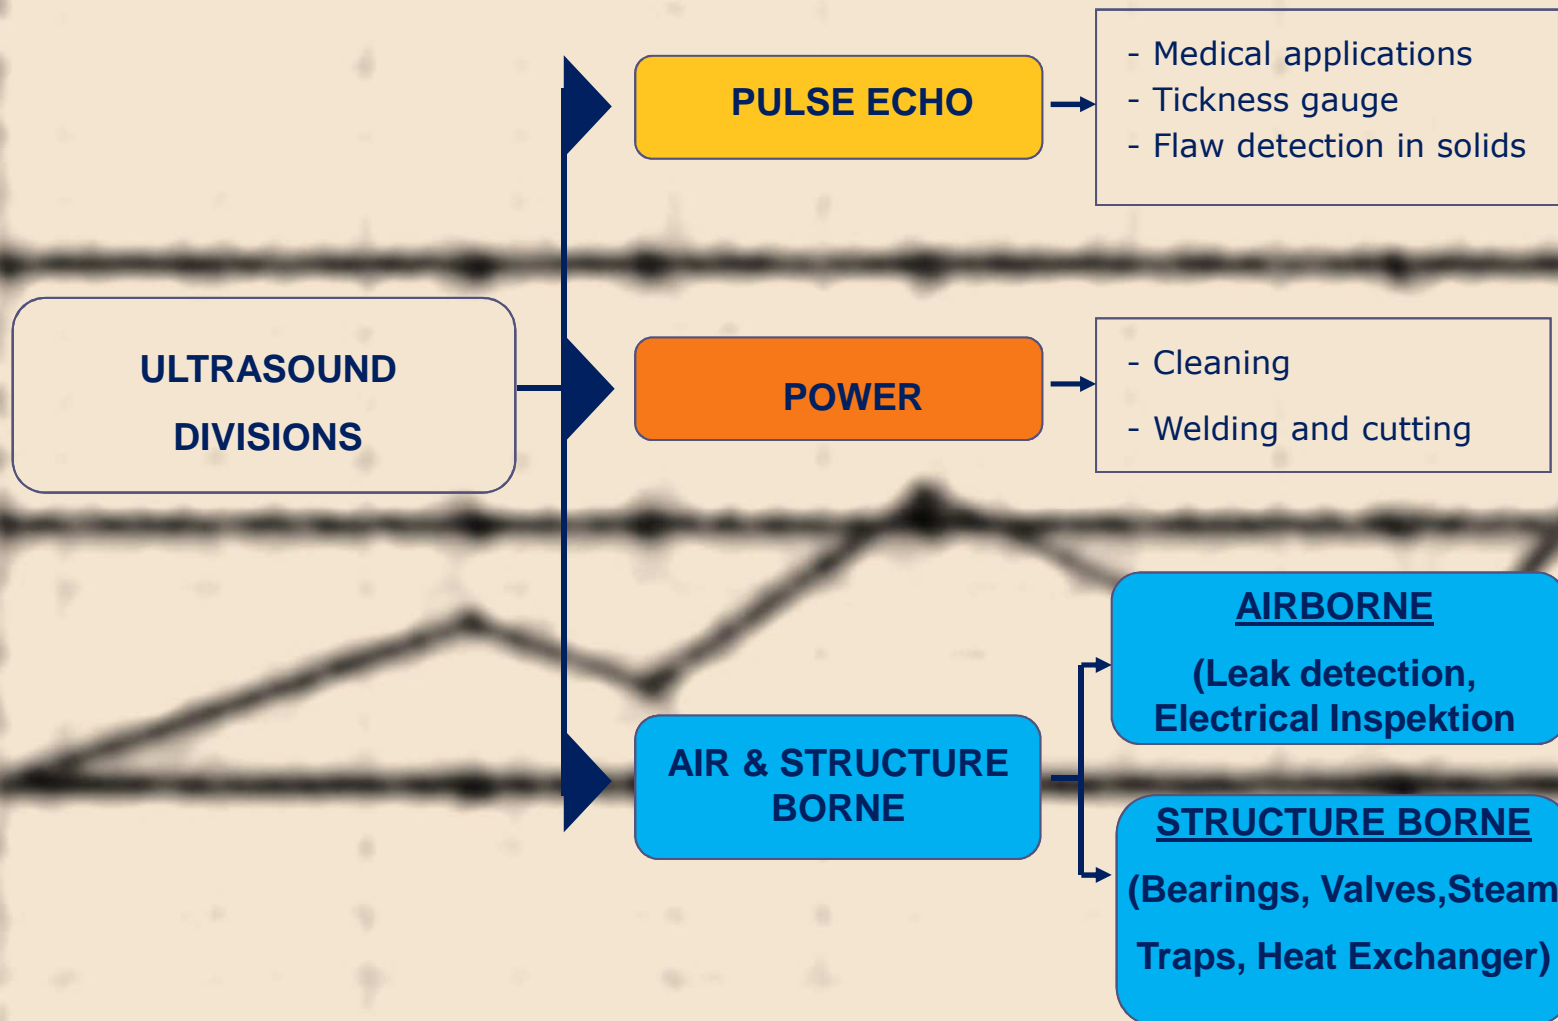 - Medical applications
PULSE ECHO
- Tickness gauge
- Flaw detection in solids
ULTRASOUND
DIVISIONS
POWER
- Cleaning
- Welding and cutting
AIR & STRUCTURE
BORNE
AIRBORNE
(Leak detection,
Electrical Inspektion
STRUCTURE BORNE
(Bearings, Valves,Steam
Traps, Heat Exchanger)